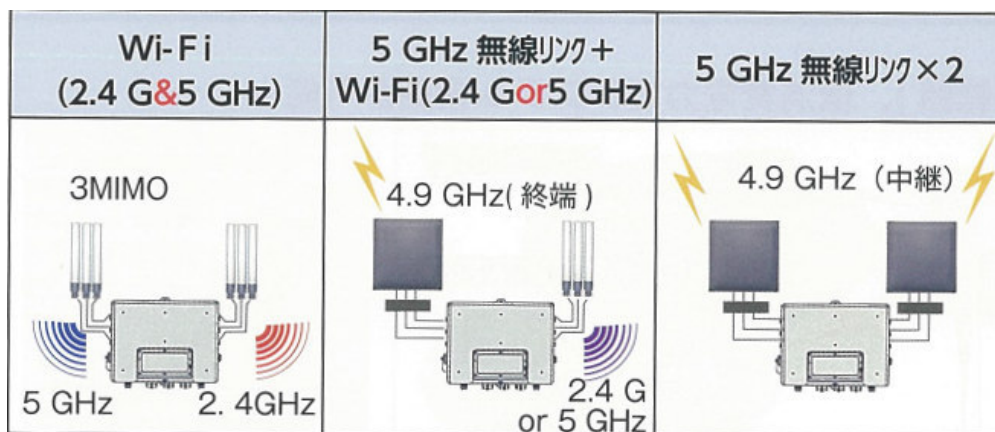 Wi-Fi
(2.4 G&5 GHz)
5 GHz 無線リンク＋
Wi-Fi(2.4 Gor5 GHz)
5 GHz 無線リンク×2
3MIMO
5 GHz
2. 4GHz
4.9 GHz( 終端 )
2.4 G
or 5 GHz
4.9 GHz（中継）